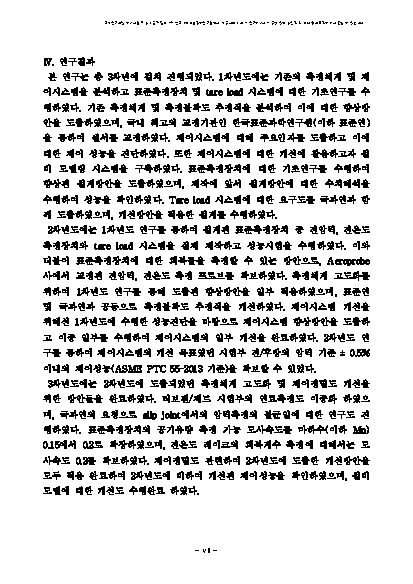 IV. 연구결과
본 연구는 총 3차년에 걸쳐 진행되었다. 1차년도에는 기존의 측정체계 및 제
어시스템을 분석하고 표준측정장치 및 tare load 시스템에 대한 기초연구를 수
행하였다. 기존 측정체계 및 측정불확도 추정식을 분석하여 이에 대한 향상방
안을 도출하였으며, 국내 최고의 교정기관인 한국표준과학연구원(이하 표준연)
을 통하여 센서를 교정하였다. 제어시스템에 대해 주요인자를 도출하고 이에
대한 제어 성능을 진단하였다. 또한 제어시스템에 대한 개선에 활용하고자 설
비 모델링 시스템을 구축하였다. 표준측정장치에 대한 기초연구를 수행하여
향상된 설계방안을 도출하였으며, 제작에 앞서 설계방안에 대한 수치해석을
수행하여 성능을 확인하였다. Tare load 시스템에 대한 요구도를 국과연과 함
께 도출하였으며, 개선방안을 적용한 설계를 수행하였다.
2차년도에는 1차년도 연구를 통하여 설계된 표준측정장치 중 전압력, 전온도
측정장치와 tare load 시스템을 실제 제작하고 성능시험을 수행하였다. 이와
더불어 표준측정장치에 대한 회복률을 측정할 수 있는 방안으로, Aeroprobe
사에서 교정된 전압력, 전온도 측정 프로브를 확보하였다. 측정체계 고도화를
위하여 1차년도 연구를 통해 도출된 향상방안을 일부 적용하였으며, 표준연
및 국과연과 공동으로 측정불확도 추정식을 개선하였다. 제어시스템 개선을
위해선 1차년도에 수행한 성능진단을 바탕으로 제어시스템 향상방안을 도출하
고 이중 일부를 수행하여 제어시스템의 일부 개선을 완료하였다. 2차년도 연
구를 통하여 제어시스템의 개선 목표였던 시험부 전/후방의 압력 기준 ± 0.5%
이내의 제어성능(ASME PTC 55-2013 기준)을 확보할 수 있었다.
3차년도에는 2차년도에 도출되었던 측정체계 고도화 및 제어정밀도 개선을
위한 방안들을 완료하였다. 터보팬/제트 시험부의 연료측정도 이중화 하였으
며, 국과연의 요청으로 slip joint에서의 압력측정의 불균일에 대한 연구도 진
행하였다. 표준측정장치의 공기유량 측정 가능 모사속도를 마하수(이하 Mn)
0.15에서 0.2로 확장하였으며, 전온도 레이크의 회복계수 측정에 대해서는 모
사속도 0.3를 확보하였다. 제어정밀도 관련하여 2차년도에 도출한 개선방안을
모두 적용 완료하여 2차년도에 비하여 개선된 제어성능을 확인하였으며, 설비
모델에 대한 개선도 수행완료 하였다.
- vi -